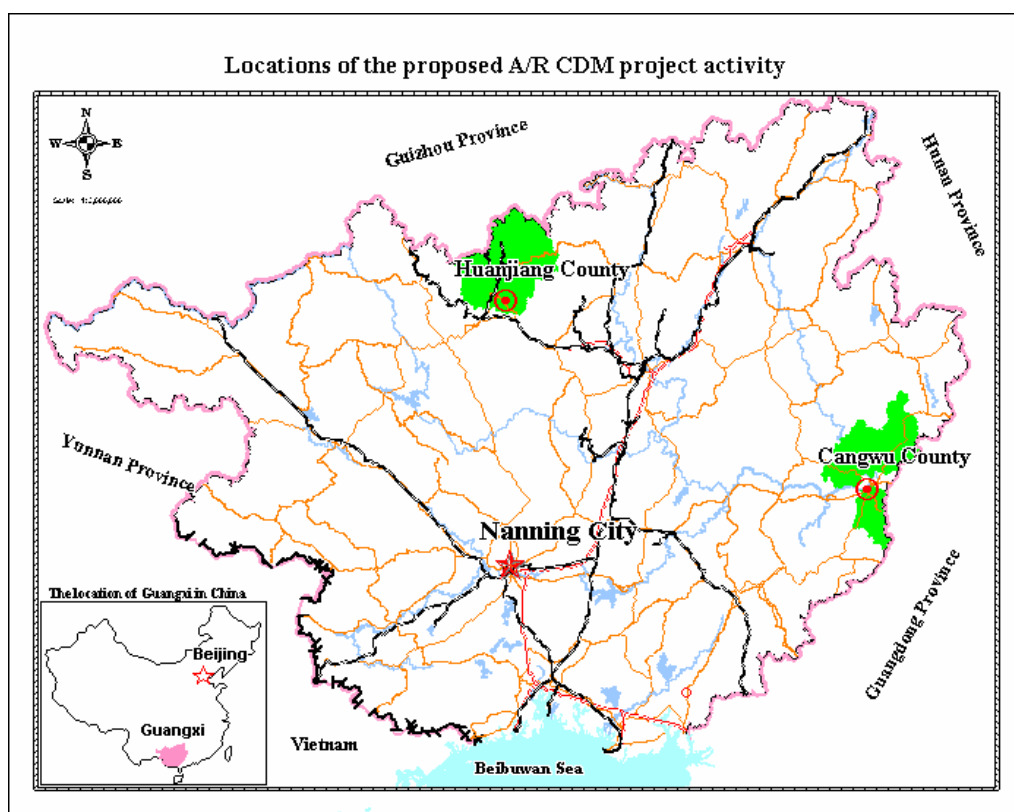 Locations of the proposed A/R CDM project activity
N
W E
S
Guizhou Province
Hunan Province
Huanjiang County
Yunnan Province
Cangwu County
Nanning City
Guangdong Province
The location of Guangxi in China
Beijing
Guangxi
Vietnam
Beibuwan Sea